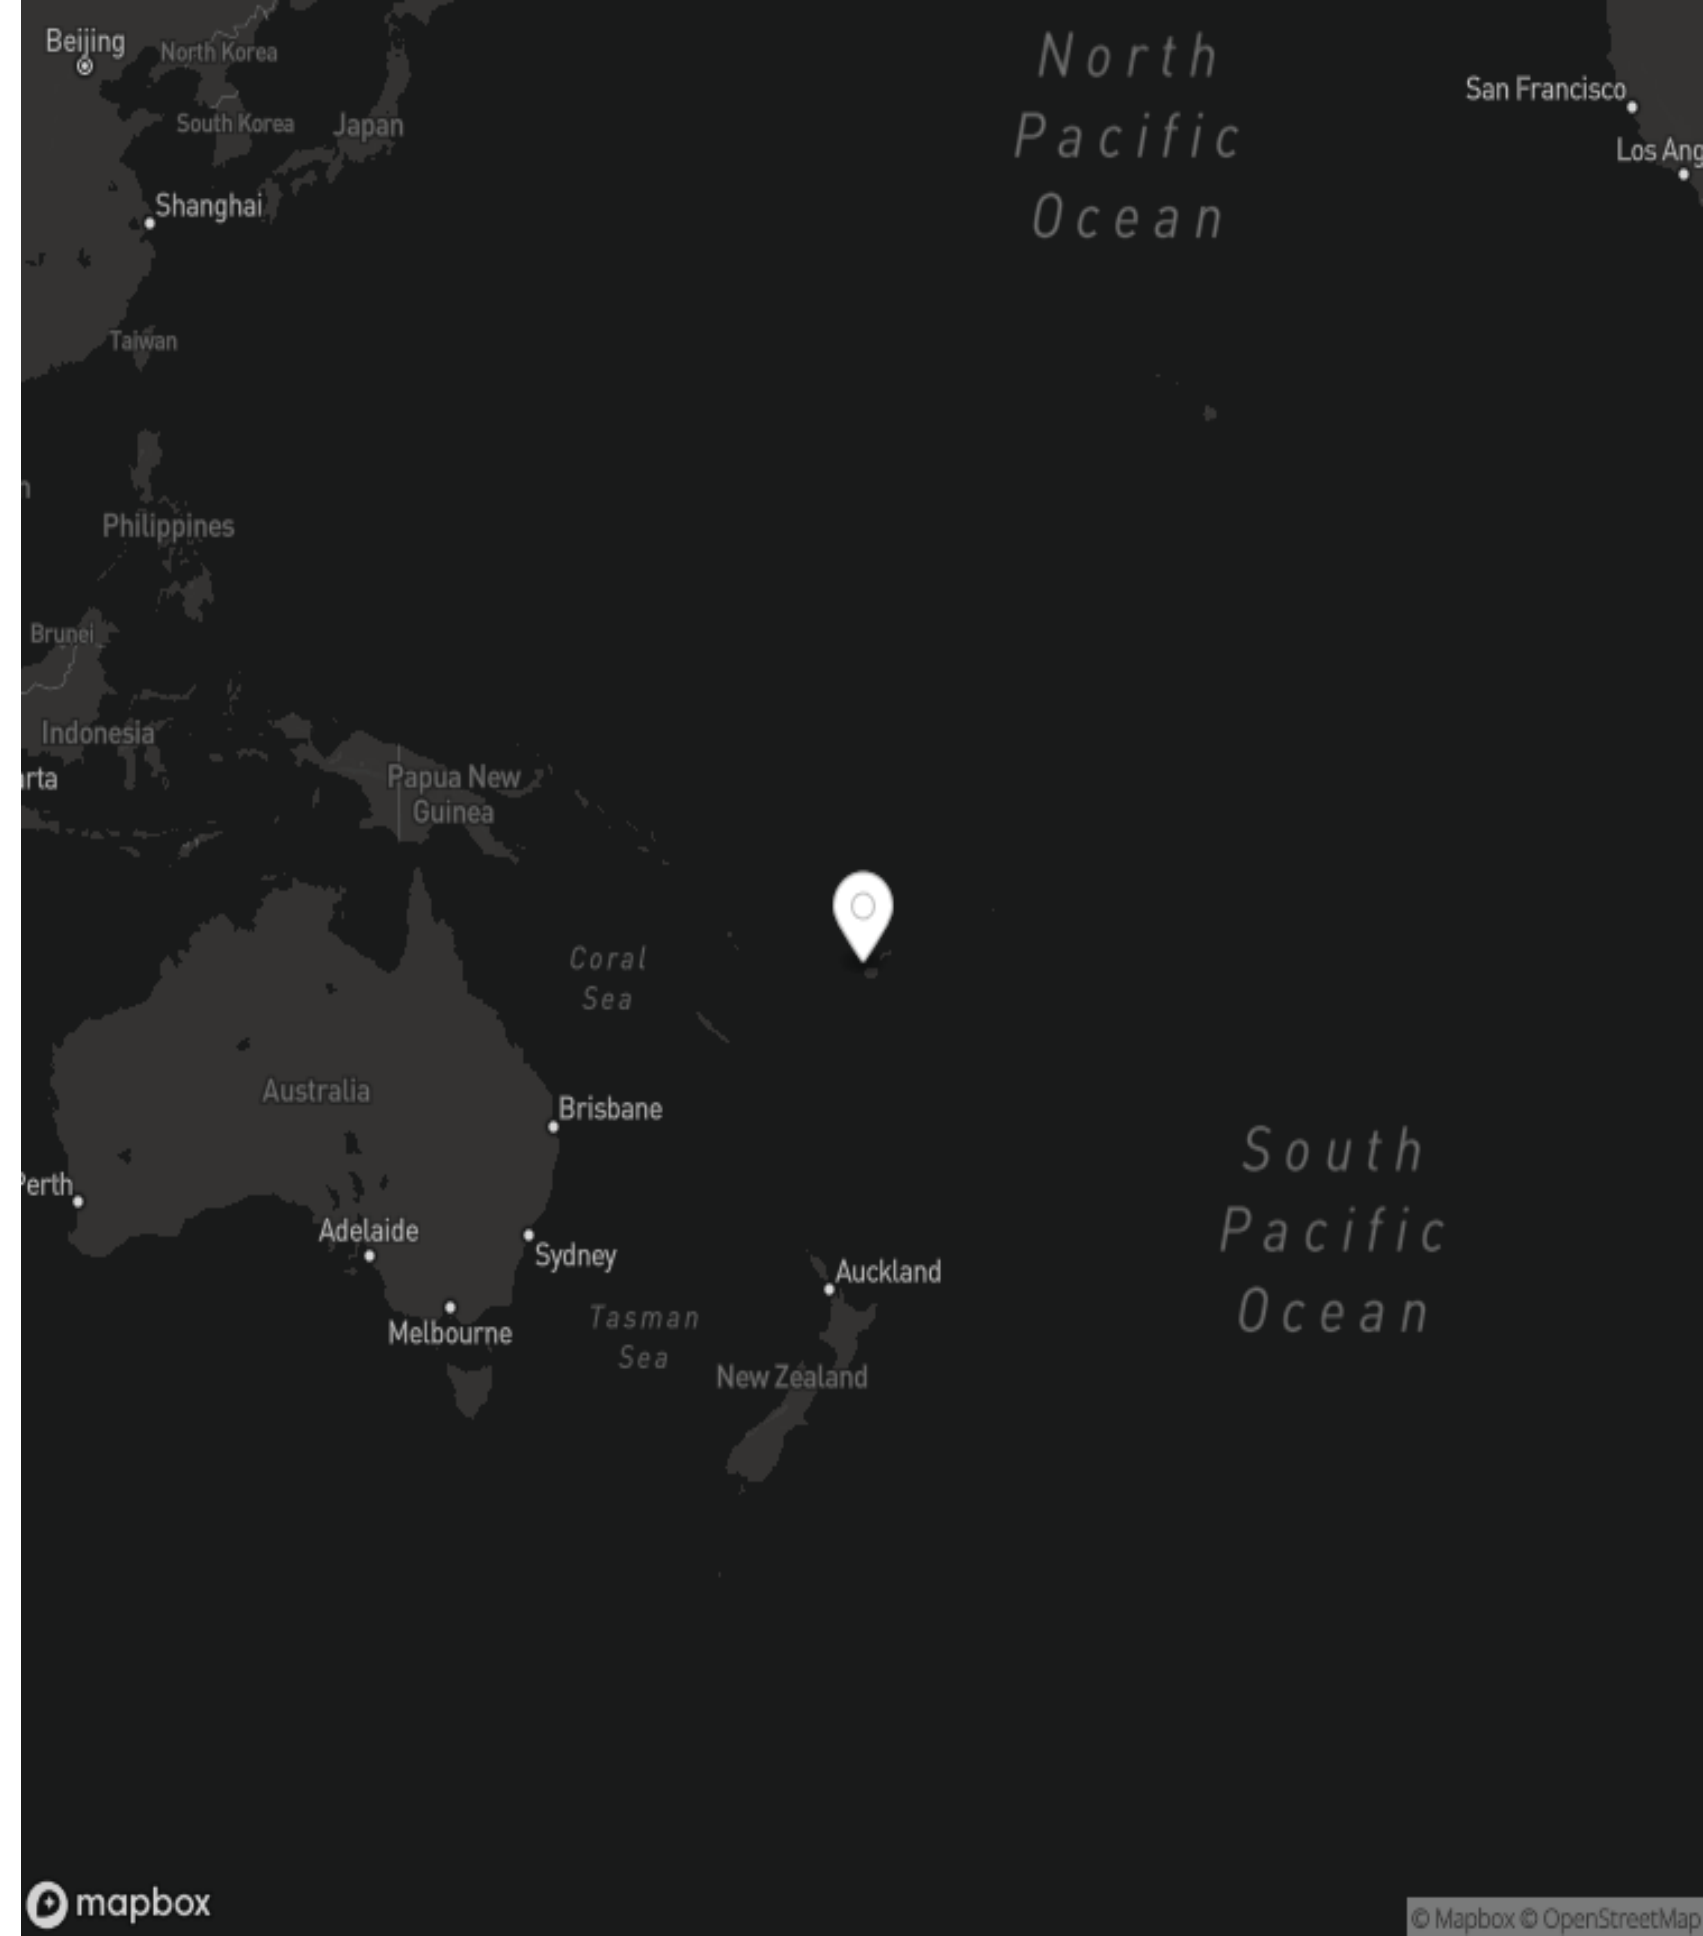 Beijing
North Korea
South Korea
Japan
Shanghai
Taiwan
North
Pacific
Ocean
San Francisco
Los Ang
n
Philippines
Brunei
Indonesia
arta
Papua New
Guinea
Coral
Sea
Australia
Brisbane
Perth
Adelaide
Sydney
Melbourne
Tasman
Sea
Auckland
New Zealand
South
Pacific
Ocean
mapbox
© Mapbox © OpenStreetMap